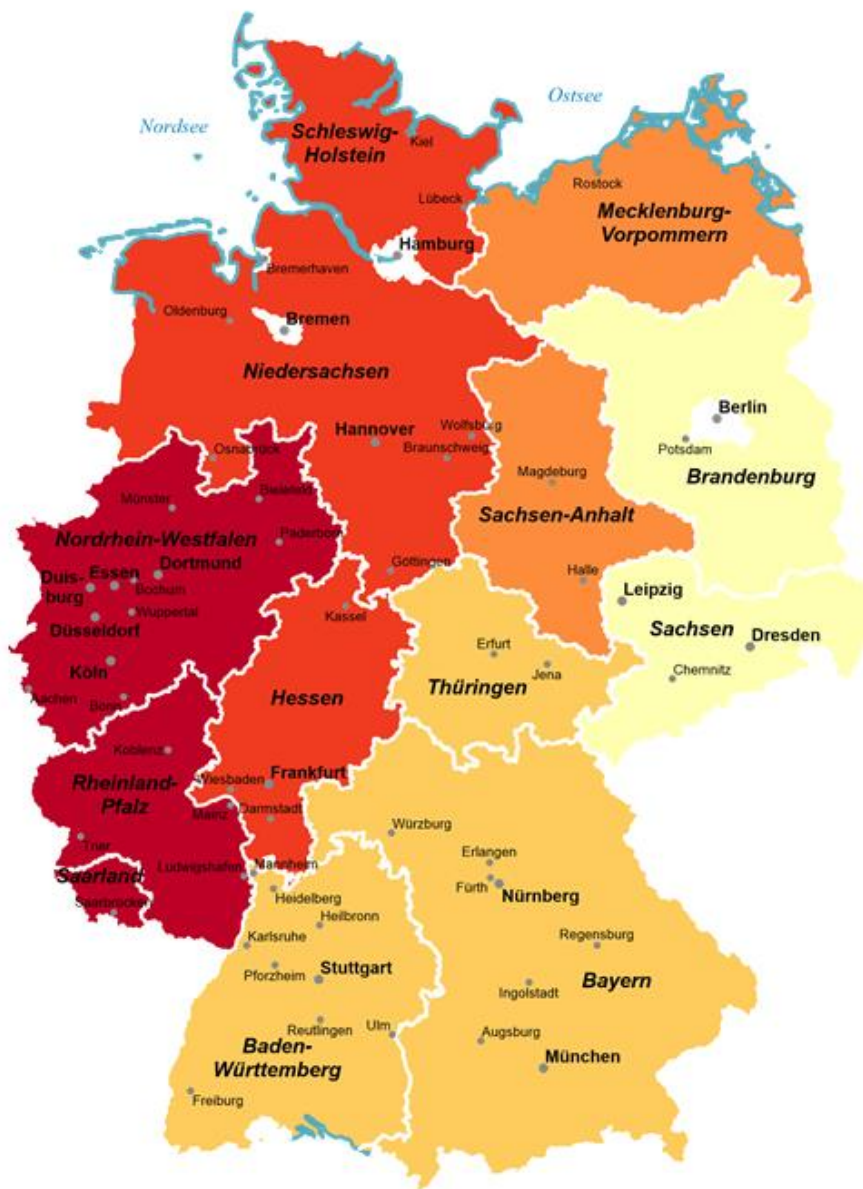 Nordsee
Ostsee
Schleswig-
Holstein
Kiel
Lübeck
Rostock
Mecklenburg-
Vorpommern
Hamburg
Bremerhaven
Oldenburg
Bremen
Niedersachsen
Hannover
Wolfsburg
Braunschweig
Osnabrück
Berlin
Potsdam
Brandenburg
Magdeburg
Sachsen-Anhalt
Halle
Münster
Bielefeld
Nordrhein-Westfalen
Paderborn
Dortmund
Essen
Duis-
burg
Bochum
Wuppertal
Düsseldorf
Köln
Aachen
Bonn
Göttingen
Kassel
Hessen
Leipzig
Sachsen
Dresden
Chemnitz
Erfurt
Jena
Thüringen
Koblenz
Rheinland-
Pfalz
Wiesbaden
Frankfurt
Mainz
Darmstadt
Trier
Ludwigshafen
Mannheim
Saarland
Saarbrücken
Heidelberg
Heilbronn
Karlsruhe
Pforzheim
Stuttgart
Reutlingen
Ulm
Baden-
Württemberg
Freiburg
Würzburg
Erlangen
Fürth
Nürnberg
Regensburg
Bayern
Ingolstadt
Augsburg
München